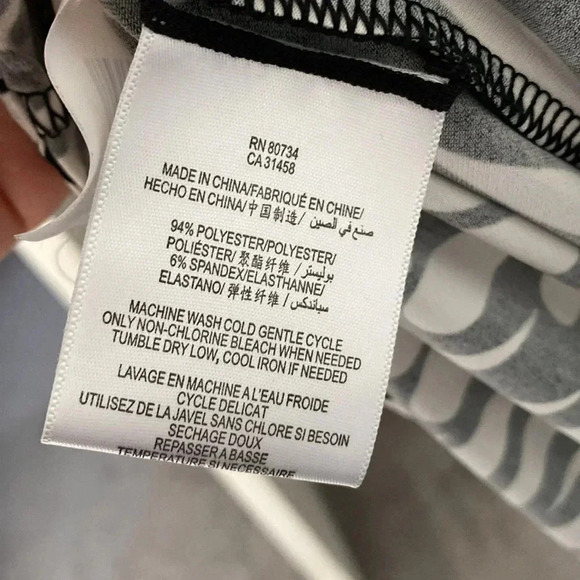 RN 80734
CA 31458
MADE IN CHINA/FABRIQUÉ EN CHINE/
HECHO EN CHINA/中国制造/ صنع في الصين
94% POLYESTER/POLYESTER/
POLIÉSTER/ 聚酯纤维 / بوليستر/
6% SPANDEX/ELASTHANNE/
ELASTANO/ 弹性纤维 / سباندكس/
MACHINE WASH COLD GENTLE CYCLE
ONLY NON-CHLORINE BLEACH WHEN NEEDED
TUMBLE DRY LOW, COOL IRON IF NEEDED
LAVAGE EN MACHINE A L'EAU FROIDE
CYCLE DELICAT
UTILISEZ DE LA JAVEL SANS CHLORE SI BESOIN
SECHAGE DOUX
REPASSER A BASSE
TEMPERATURE SI NECESSAIRE